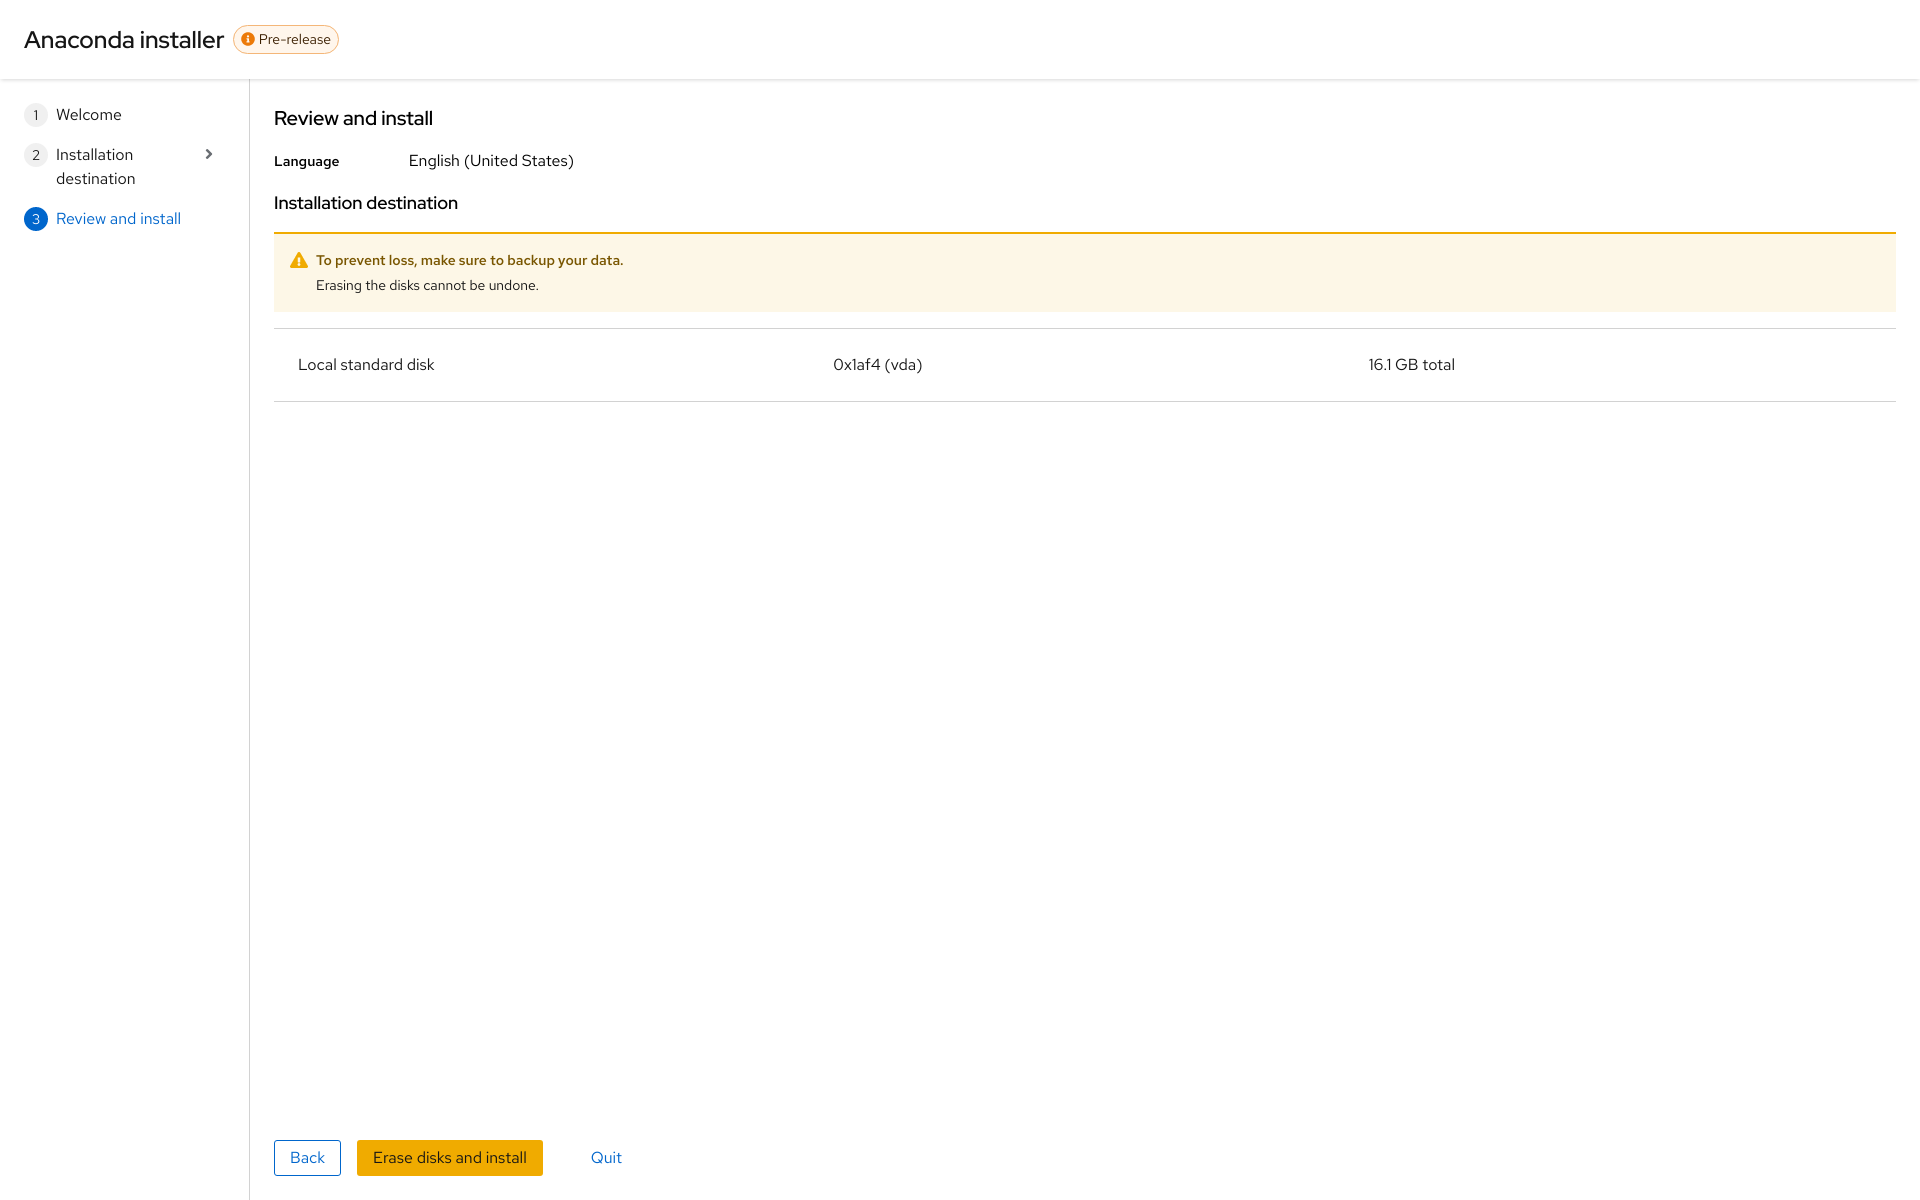 Anaconda installer
Pre-release
1 Welcome
2 Installation
destination
3 Review and install
Review and install
Language English (United States)
Installation destination
To prevent loss, make sure to backup your data.
Erasing the disks cannot be undone.
Local standard disk 0x1af4 (vda) 16.1 GB total
Back Erase disks and install Quit